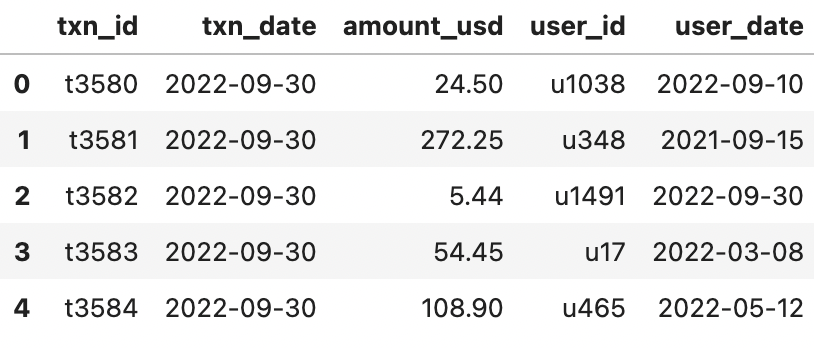 txn_id txn_date amount_usd user_id user_date
0 t3580 2022-09-30 24.50 u1038 2022-09-10
1 t3581 2022-09-30 272.25 u348 2021-09-15
2 t3582 2022-09-30 5.44 u1491 2022-09-30
3 t3583 2022-09-30 54.45 u17 2022-03-08
4 t3584 2022-09-30 108.90 u465 2022-05-12